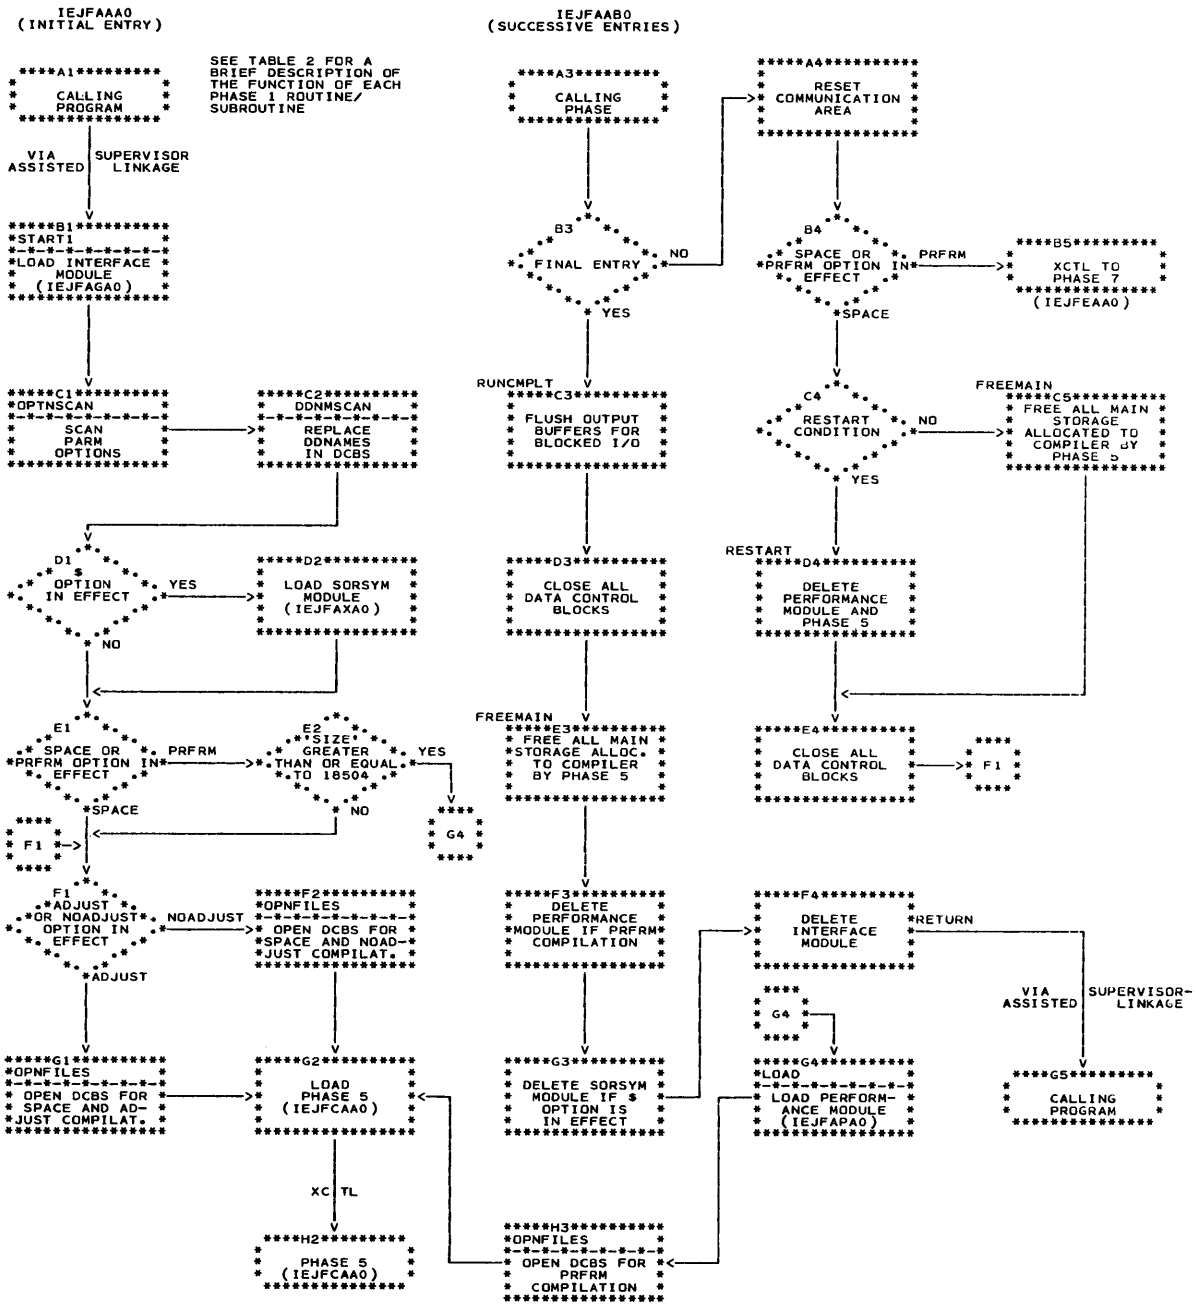 IEJFAAA0
(INITIAL ENTRY)
SEE TABLE 2 FOR A
BRIEF DESCRIPTION OF
THE FUNCTION OF EACH
PHASE 1 ROUTINE/
SUBROUTINE
A1
CALLING
PROGRAM
VIA SUPERVISOR
ASSISTED LINKAGE
B1
START1
LOAD INTERFACE
MODULE
(IEJFAGA0)
C1
OPTNSCAN
SCAN
PARM
OPTIONS
C2
DDNMSCAN
REPLACE
DDNAMES
IN DCBS
D1
$
OPTION
IN EFFECT
YES
NO
D2
LOAD SORSYM
MODULE
(IEJFAXA0)
E1
SPACE OR
PRFRM OPTION IN
EFFECT
PRFRM
SPACE
E2
'SIZE'
GREATER
THAN OR EQUAL
TO 18504
YES
NO
G4
F1
F1
ADJUST
OR NOADJUST
OPTION IN
EFFECT
NOADJUST
ADJUST
F2
OPNFILES
OPEN DCBS FOR
SPACE AND NOAD-
JUST COMPILAT.
G1
OPNFILES
OPEN DCBS FOR
SPACE AND AD-
JUST COMPILAT.
G2
LOAD
PHASE 5
(IEJFCAA0)
XCTL
H2
PHASE 5
(IEJFCAA0)
IEJFAAB0
(SUCCESSIVE ENTRIES)
A3
CALLING
PHASE
B3
FINAL ENTRY
NO
YES
RUNCMPLT
C3
FLUSH OUTPUT
BUFFERS FOR
BLOCKED I/O
D3
CLOSE ALL
DATA CONTROL
BLOCKS
FREEMAIN
E3
FREE ALL MAIN
STORAGE ALLOC.
TO COMPILER
BY PHASE 5
F3
DELETE
PERFORMANCE
MODULE IF PRFRM
COMPILATION
G3
DELETE SORSYM
MODULE IF $
OPTION IS
IN EFFECT
H3
OPNFILES
OPEN DCBS FOR
PRFRM
COMPILATION
A4
RESET
COMMUNICATION
AREA
B4
SPACE OR
PRFRM OPTION IN
EFFECT
PRFRM
SPACE
B5
XCTL TO
PHASE 7
(IEJFEAA0)
C4
RESTART
CONDITION
NO
YES
FREEMAIN
C5
FREE ALL MAIN
STORAGE
ALLOCATED TO
COMPILER BY
PHASE 5
RESTART
D4
DELETE
PERFORMANCE
MODULE AND
PHASE 5
E4
CLOSE ALL
DATA CONTROL
BLOCKS
F1
F4
DELETE
INTERFACE
MODULE
RETURN
VIA SUPERVISOR-
ASSISTED LINKAGE
G4
G4
LOAD
LOAD PERFORM-
ANCE MODULE
(IEJFAPA0)
G5
CALLING
PROGRAM